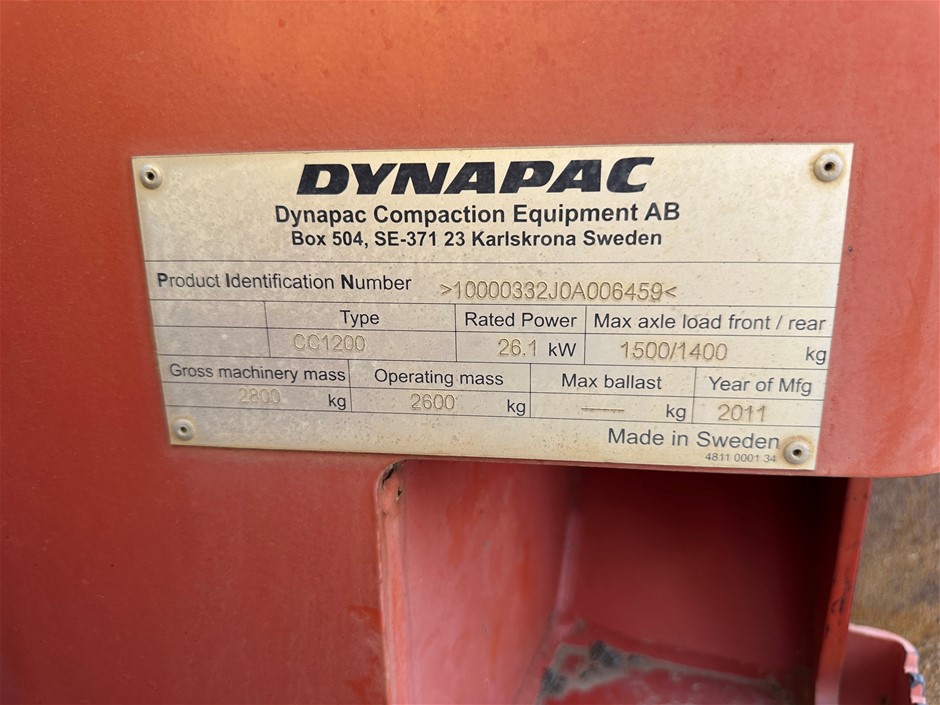 DYNAPAC
Dynapac Compaction Equipment AB
Box 504, SE-371 23 Karlskrona Sweden
Product Identification Number >10000332J0A006459<
Type Rated Power Max axle load front / rear
CC1200 26.1 kW 1500/1400 kg
Gross machinery mass Operating mass Max ballast Year of Mfg
2800 kg 2600 kg —— kg 2011
Made in Sweden
4811 0001 34